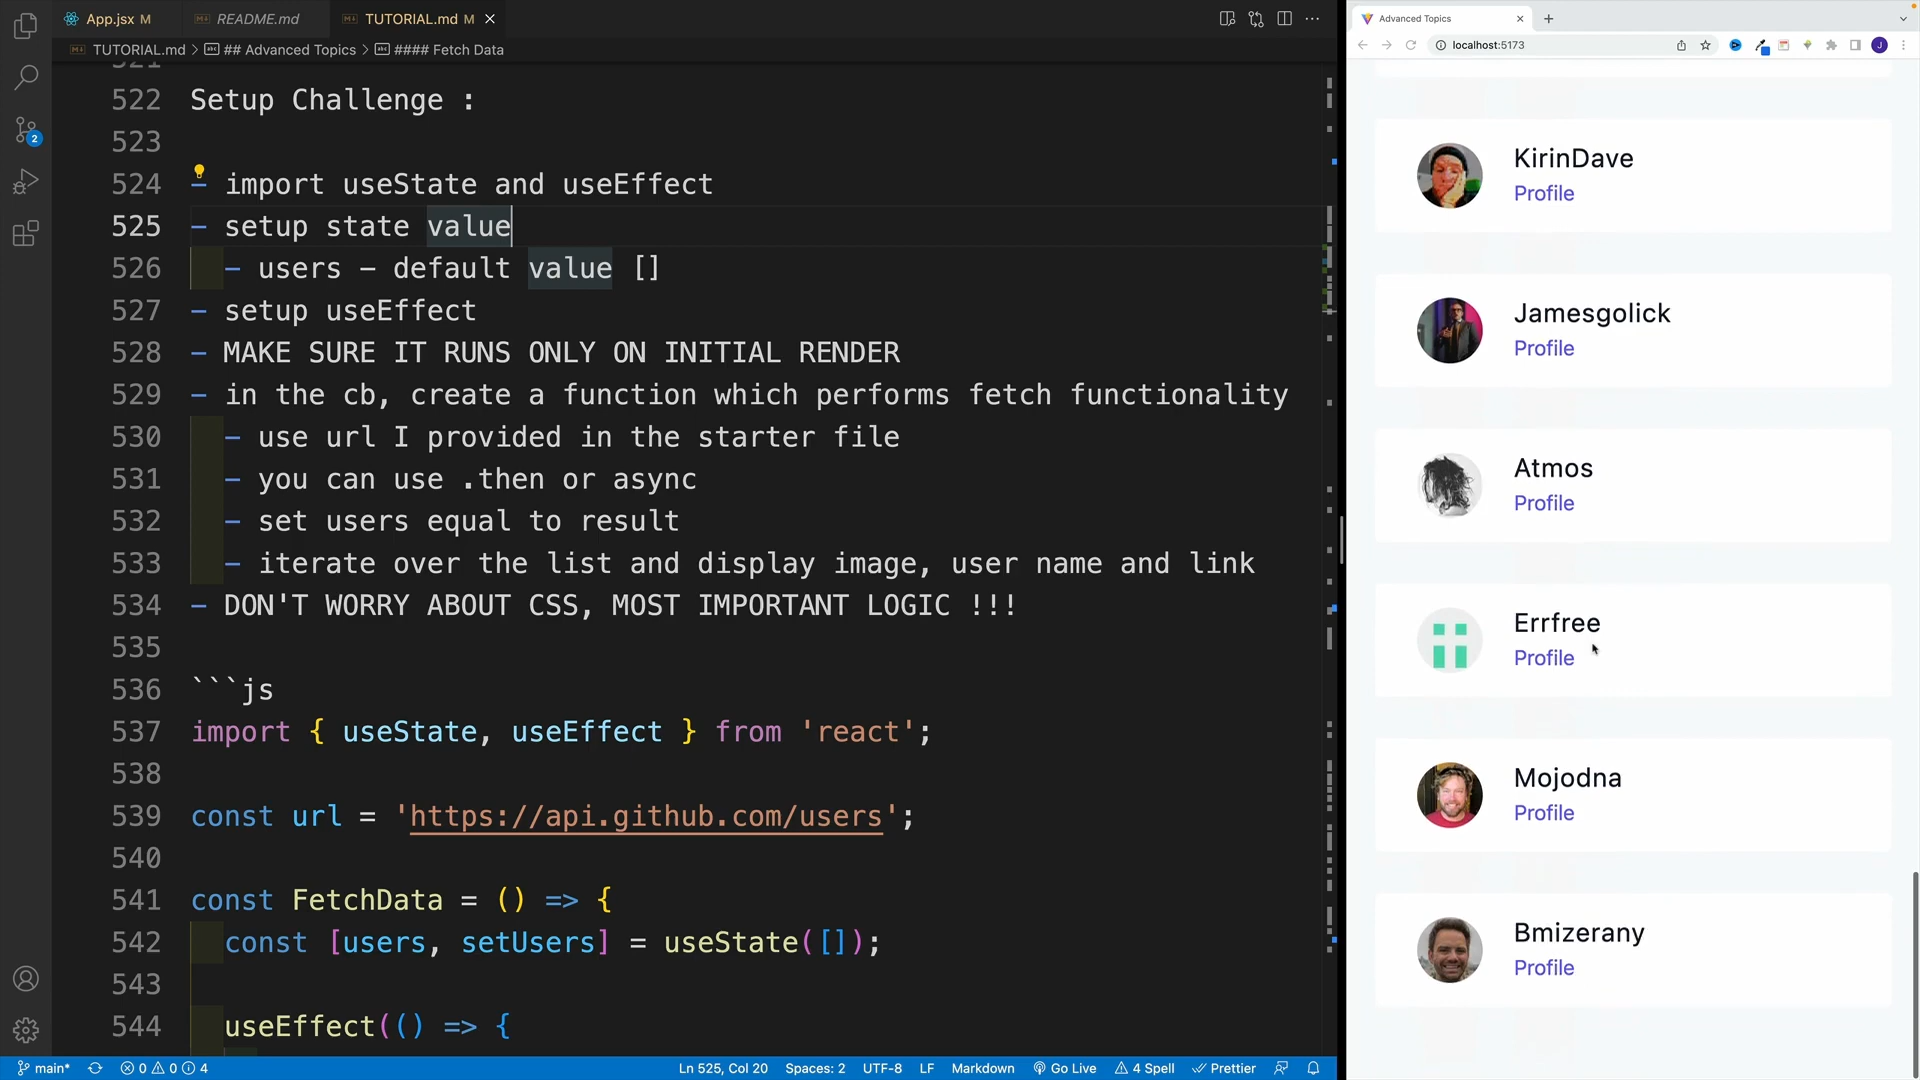 App.jsx M
README.md
TUTORIAL.md M
TUTORIAL.md > ## Advanced Topics > #### Fetch Data
521
522 Setup Challenge :
523
524 - import useState and useEffect
525 - setup state value
526 - users - default value []
527 - setup useEffect
528 - MAKE SURE IT RUNS ONLY ON INITIAL RENDER
529 - in the cb, create a function which performs fetch functionality
530 - use url I provided in the starter file
531 - you can use .then or async
532 - set users equal to result
533 - iterate over the list and display image, user name and link
534 - DON'T WORRY ABOUT CSS, MOST IMPORTANT LOGIC !!!
535
536 ```js
537 import { useState, useEffect } from 'react';
538
539 const url = 'https://api.github.com/users';
540
541 const FetchData = () => {
542 const [users, setUsers] = useState([]);
543
544 useEffect(() => {
2
main* 0 0 4 Ln 525, Col 20 Spaces: 2 UTF-8 LF Markdown Go Live 4 Spell Prettier
Advanced Topics
localhost:5173
J
KirinDave
Profile
Jamesgolick
Profile
Atmos
Profile
Errfree
Profile
Mojodna
Profile
Bmizerany
Profile